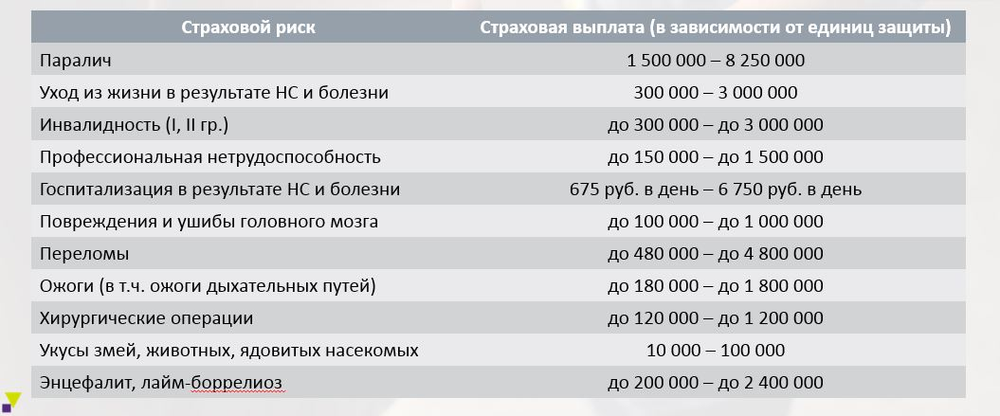 Страховой риск Страховая выплата (в зависимости от единиц защиты)
Паралич 1 500 000 – 8 250 000
Уход из жизни в результате НС и болезни 300 000 – 3 000 000
Инвалидность (I, II гр.) до 300 000 – до 3 000 000
Профессиональная нетрудоспособность до 150 000 – до 1 500 000
Госпитализация в результате НС и болезни 675 руб. в день – 6 750 руб. в день
Повреждения и ушибы головного мозга до 100 000 – до 1 000 000
Переломы до 480 000 – до 4 800 000
Ожоги (в т.ч. ожоги дыхательных путей) до 180 000 – до 1 800 000
Хирургические операции до 120 000 – до 1 200 000
Укусы змей, животных, ядовитых насекомых 10 000 – 100 000
Энцефалит, лайм-боррелиоз до 200 000 – до 2 400 000